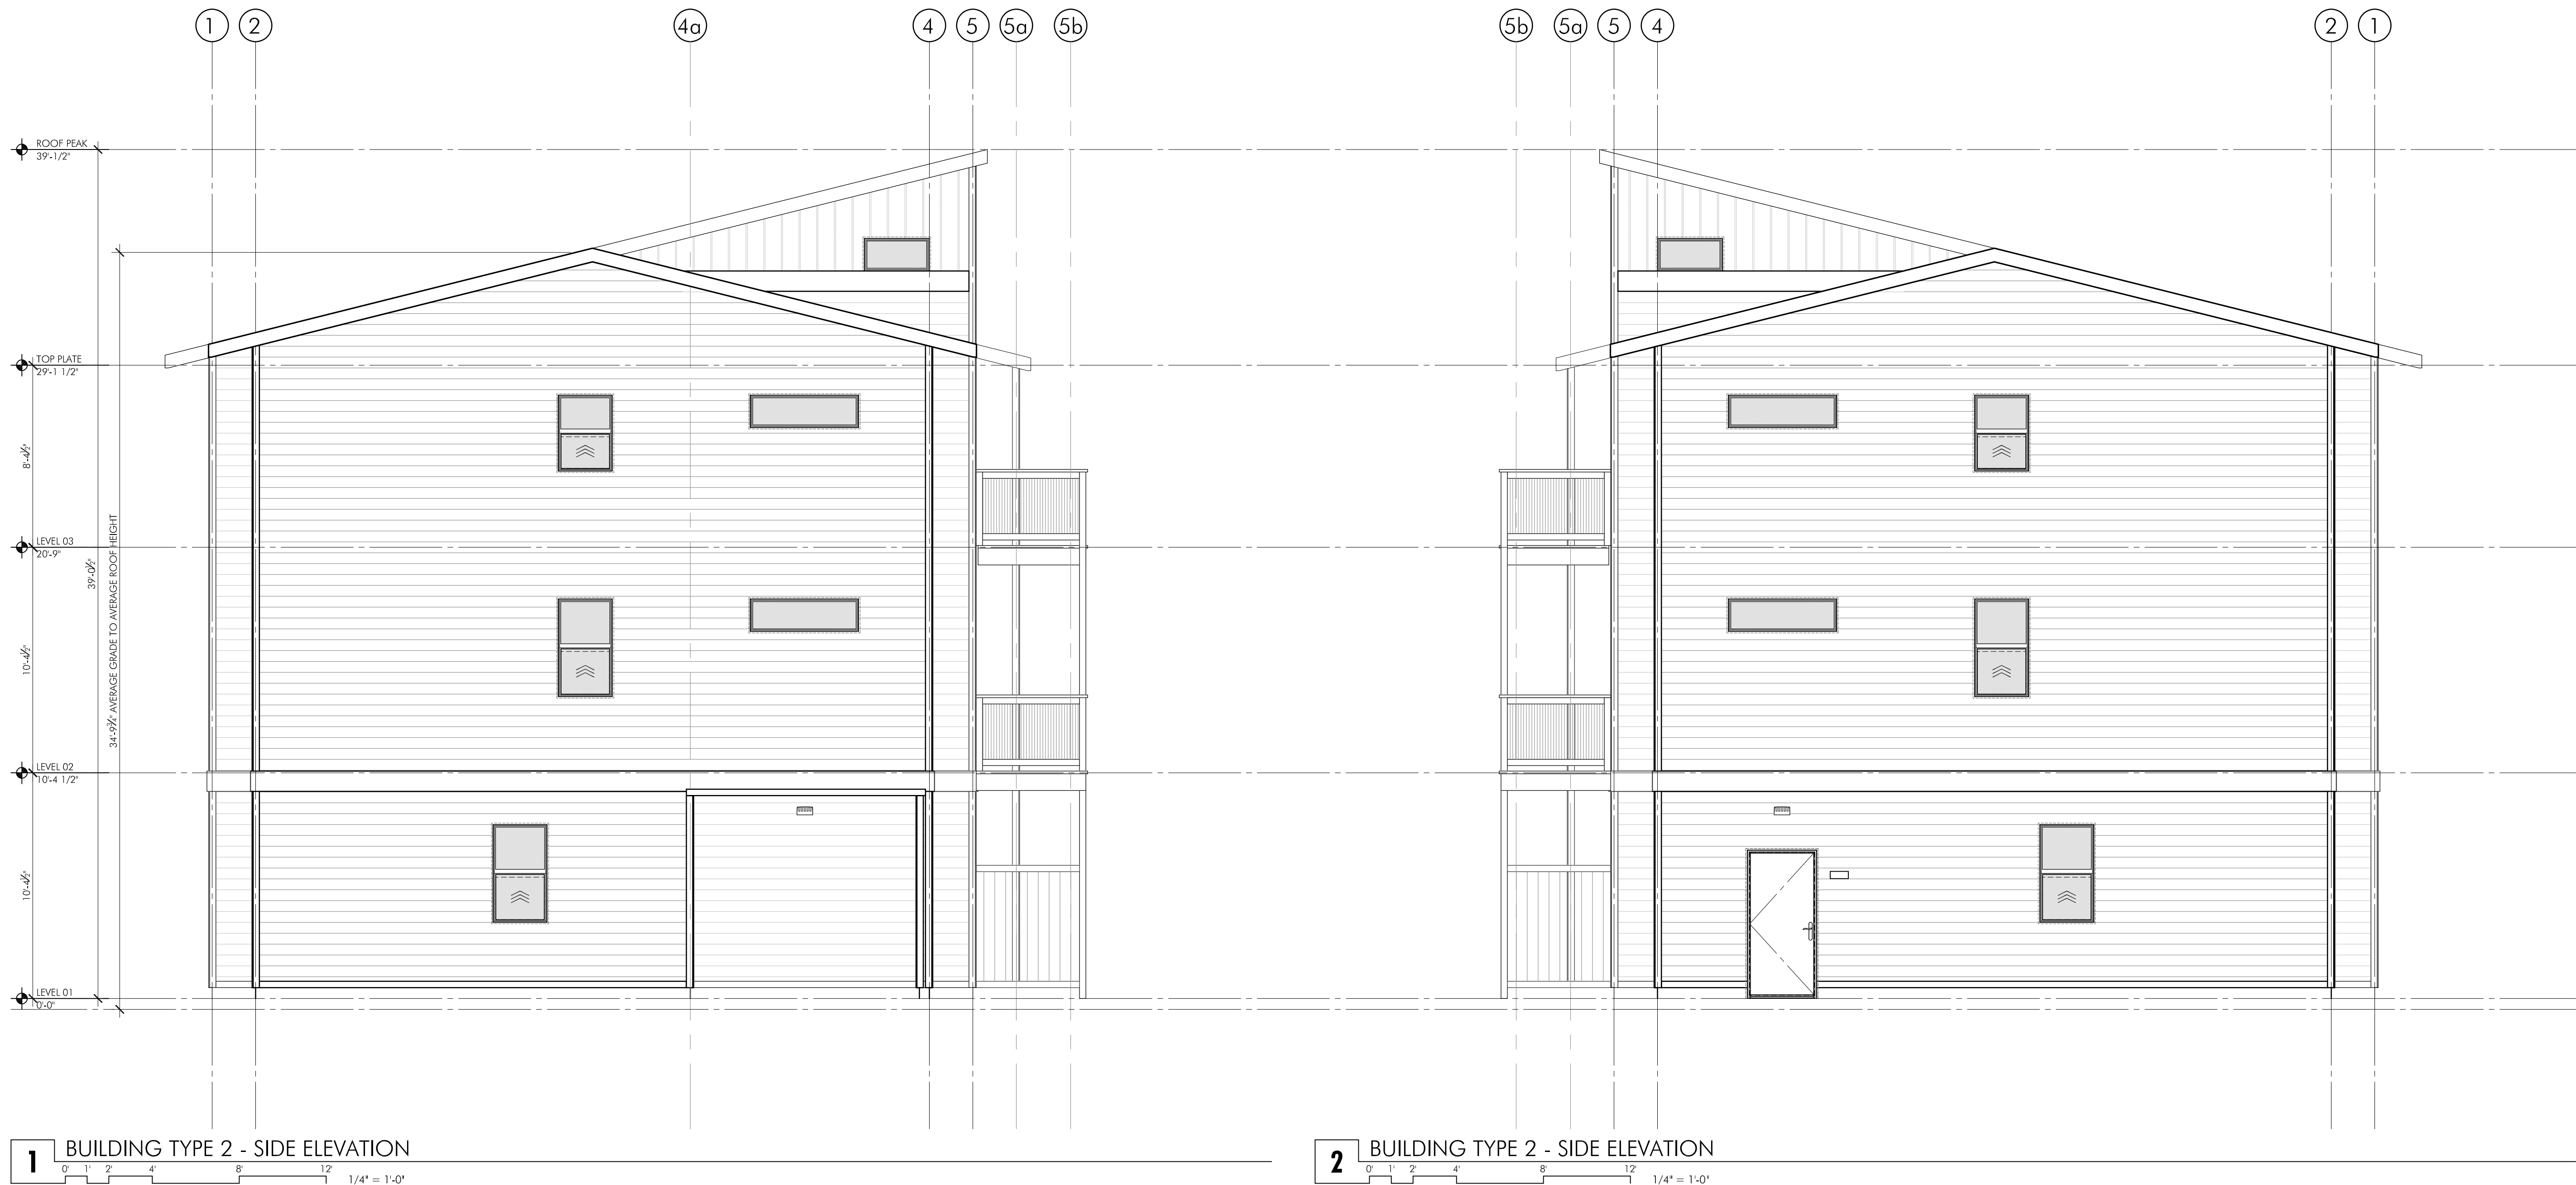 1 2 4a 4 5 5a 5b 5b 5a 5 4 2 1
ROOF PEAK
39'-1/2"
TOP PLATE
29'-1 1/2"
8'-4½"
LEVEL 03
20'-9"
39'-0½"
34'-9¾" AVERAGE GRADE TO AVERAGE ROOF HEIGHT
10'-4½"
LEVEL 02
10'-4 1/2"
10'-4½"
LEVEL 01
0'-0"
1 BUILDING TYPE 2 - SIDE ELEVATION
0' 1' 2' 4' 8' 12'
1/4" = 1'-0"
2 BUILDING TYPE 2 - SIDE ELEVATION
0' 1' 2' 4' 8' 12'
1/4" = 1'-0"